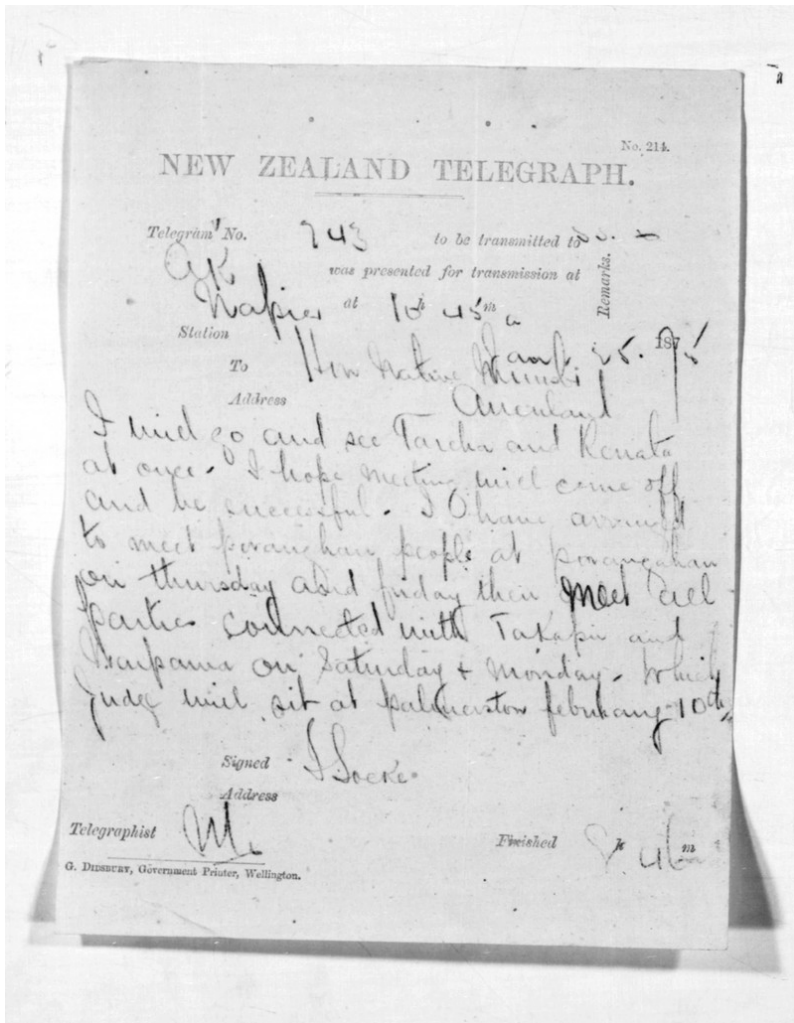 No. 214.
NEW ZEALAND TELEGRAPH.
Telegram No. 743 to be transmitted to
AK was presented for transmission at
Remarks.
Napier at 10 h 45 m a
Station Jany 25. 1875
To Hon Native Minister
Address Auckland
I will go and see Tareha and Renata
at once. I hope meeting will come off
and be successful. I have arranged
to meet porangahau people at porangahau
on thursday and friday then meet all
parties connected with Takapu and
on Saturday & Monday. Which
Judge will sit at palmerston february 10th
Signed S Locke
Address
Telegraphist
Finished h 46 m
G. DIDSBURY, Government Printer, Wellington.